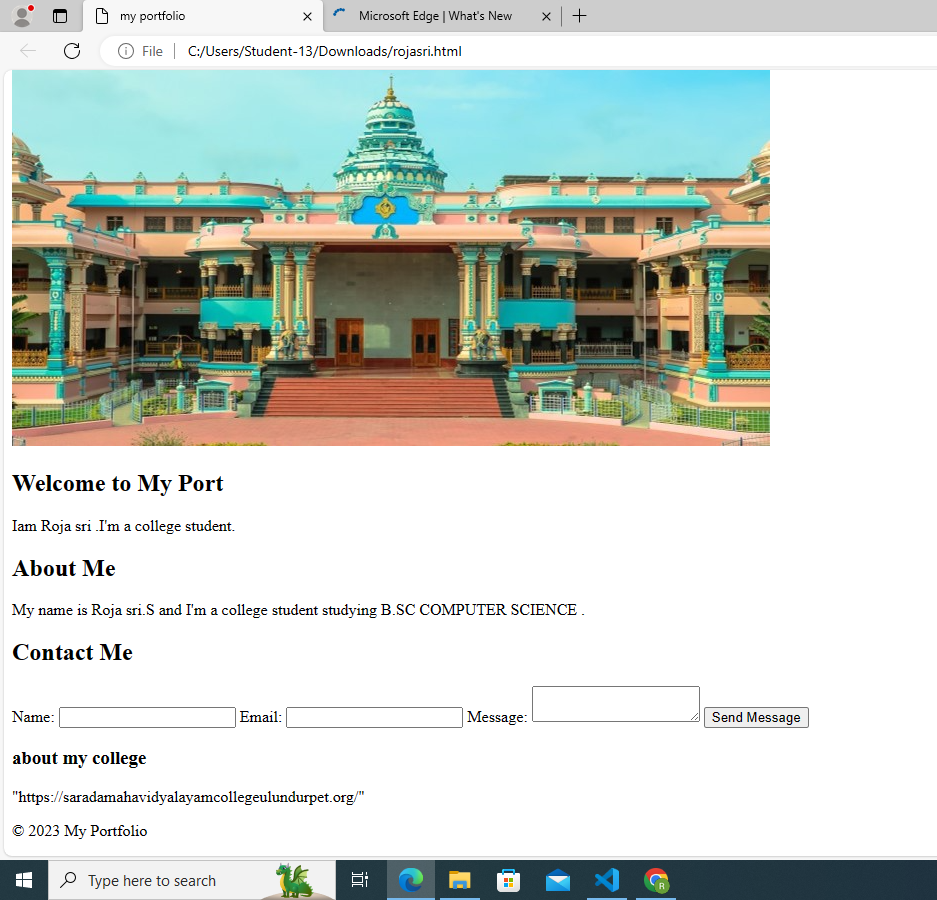 my portfolio
Microsoft Edge | What's New
File
C:/Users/Student-13/Downloads/rojasri.html
Welcome to My Port
Iam Roja sri .I'm a college student.
About Me
My name is Roja sri.S and I'm a college student studying B.SC COMPUTER SCIENCE .
Contact Me
Name: Email: Message: Send Message
about my college
"https://saradamahavidyalayamcollegeulundurpet.org/"
© 2023 My Portfolio
Type here to search
R